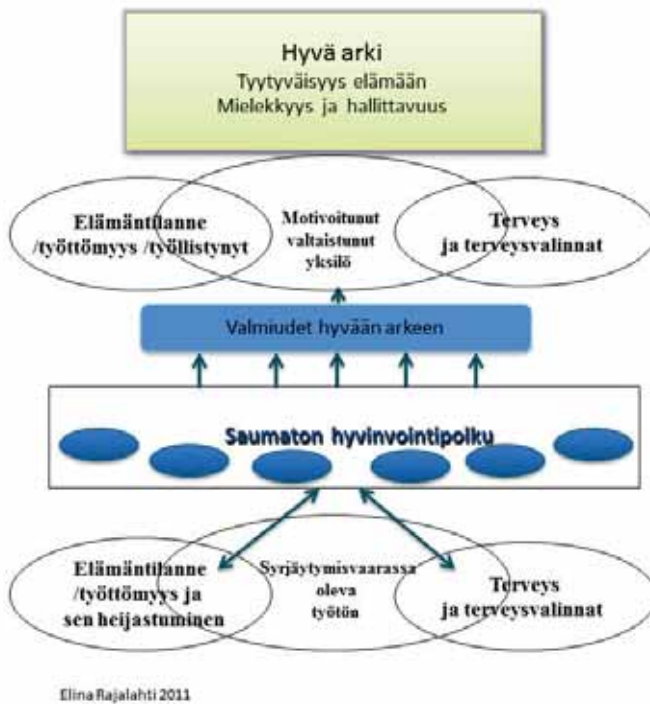 Hyvä arki
Tyytyväisyys elämään
Mielekkyys ja hallittavuus
Elämäntilanne
/työttömyys /työllistynyt
Motivoitunut
valtaistunut
yksilö
Terveys
ja terveysvalinnat
Valmiudet hyvään arkeen
Saumaton hyvinvointipolku
Elämäntilanne
/työttömyys ja
sen heijastuminen
Syrjäytymisvaarassa
oleva
työtön
Terveys
ja terveysvalinnat
Elina Rajalahti 2011